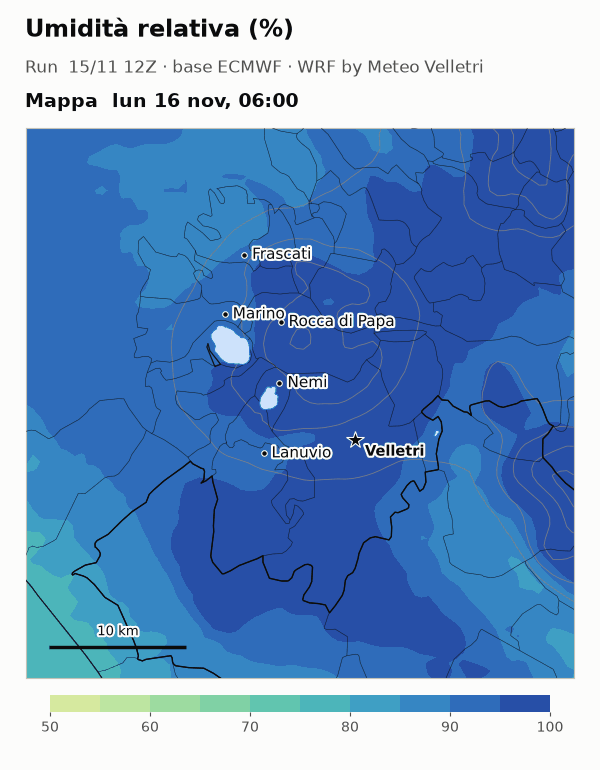 Umidità relativa (%)
Run  15/11 12Z · base ECMWF · WRF by Meteo Velletri
Mappa  lun 16 nov, 06:00
Frascati
Marino
Rocca di Papa
Nemi
Velletri
Lanuvio
10 km
50 60 70 80 90 100